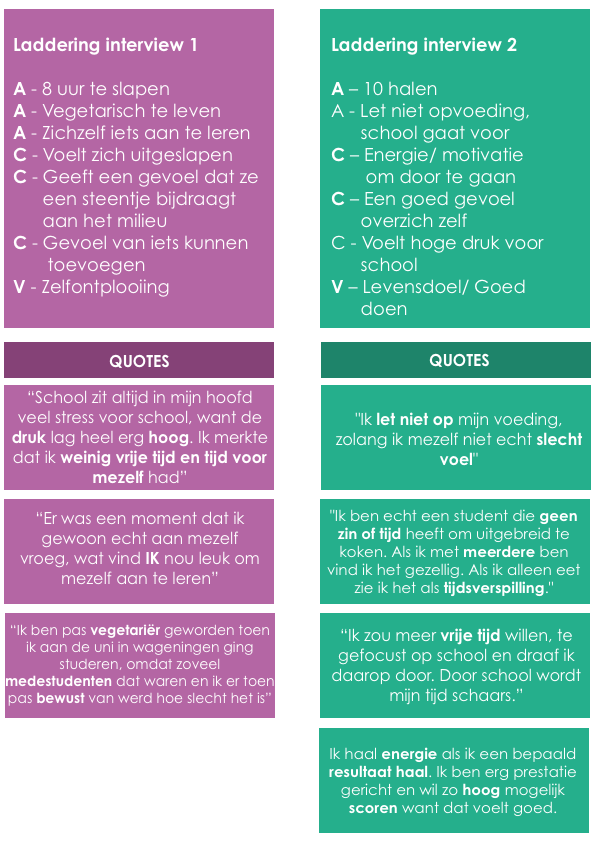 Laddering interview 1
A - 8 uur te slapen
A - Vegetarisch te leven
A - Zichzelf iets aan te leren
C - Voelt zich uitgeslapen
C - Geeft een gevoel dat ze
een steentje bijdraagt
aan het milieu
C - Gevoel van iets kunnen
toevoegen
V - Zelfontplooiing
QUOTES
“School zit altijd in mijn hoofd
veel stress voor school, want de
druk lag heel erg hoog. Ik merkte
dat ik weinig vrije tijd en tijd voor
mezelf had”
“Er was een moment dat ik
gewoon echt aan mezelf
vroeg, wat vind IK nou leuk om
mezelf aan te leren”
“Ik ben pas vegetariër geworden toen
ik aan de uni in wageningen ging
studeren, omdat zoveel
medestudenten dat waren en ik er toen
pas bewust van werd hoe slecht het is”
Laddering interview 2
A – 10 halen
A - Let niet opvoeding,
school gaat voor
C – Energie/ motivatie
om door te gaan
C – Een goed gevoel
overzich zelf
C - Voelt hoge druk voor
school
V – Levensdoel/ Goed
doen
QUOTES
"Ik let niet op mijn voeding,
zolang ik mezelf niet echt slecht
voel"
"Ik ben echt een student die geen
zin of tijd heeft om uitgebreid te
koken. Als ik met meerdere ben
vind ik het gezellig. Als ik alleen eet
zie ik het als tijdsverspilling."
“Ik zou meer vrije tijd willen, te
gefocust op school en draaf ik
daarop door. Door school wordt
mijn tijd schaars.”
Ik haal energie als ik een bepaald
resultaat haal. Ik ben erg prestatie
gericht en wil zo hoog mogelijk
scoren want dat voelt goed.